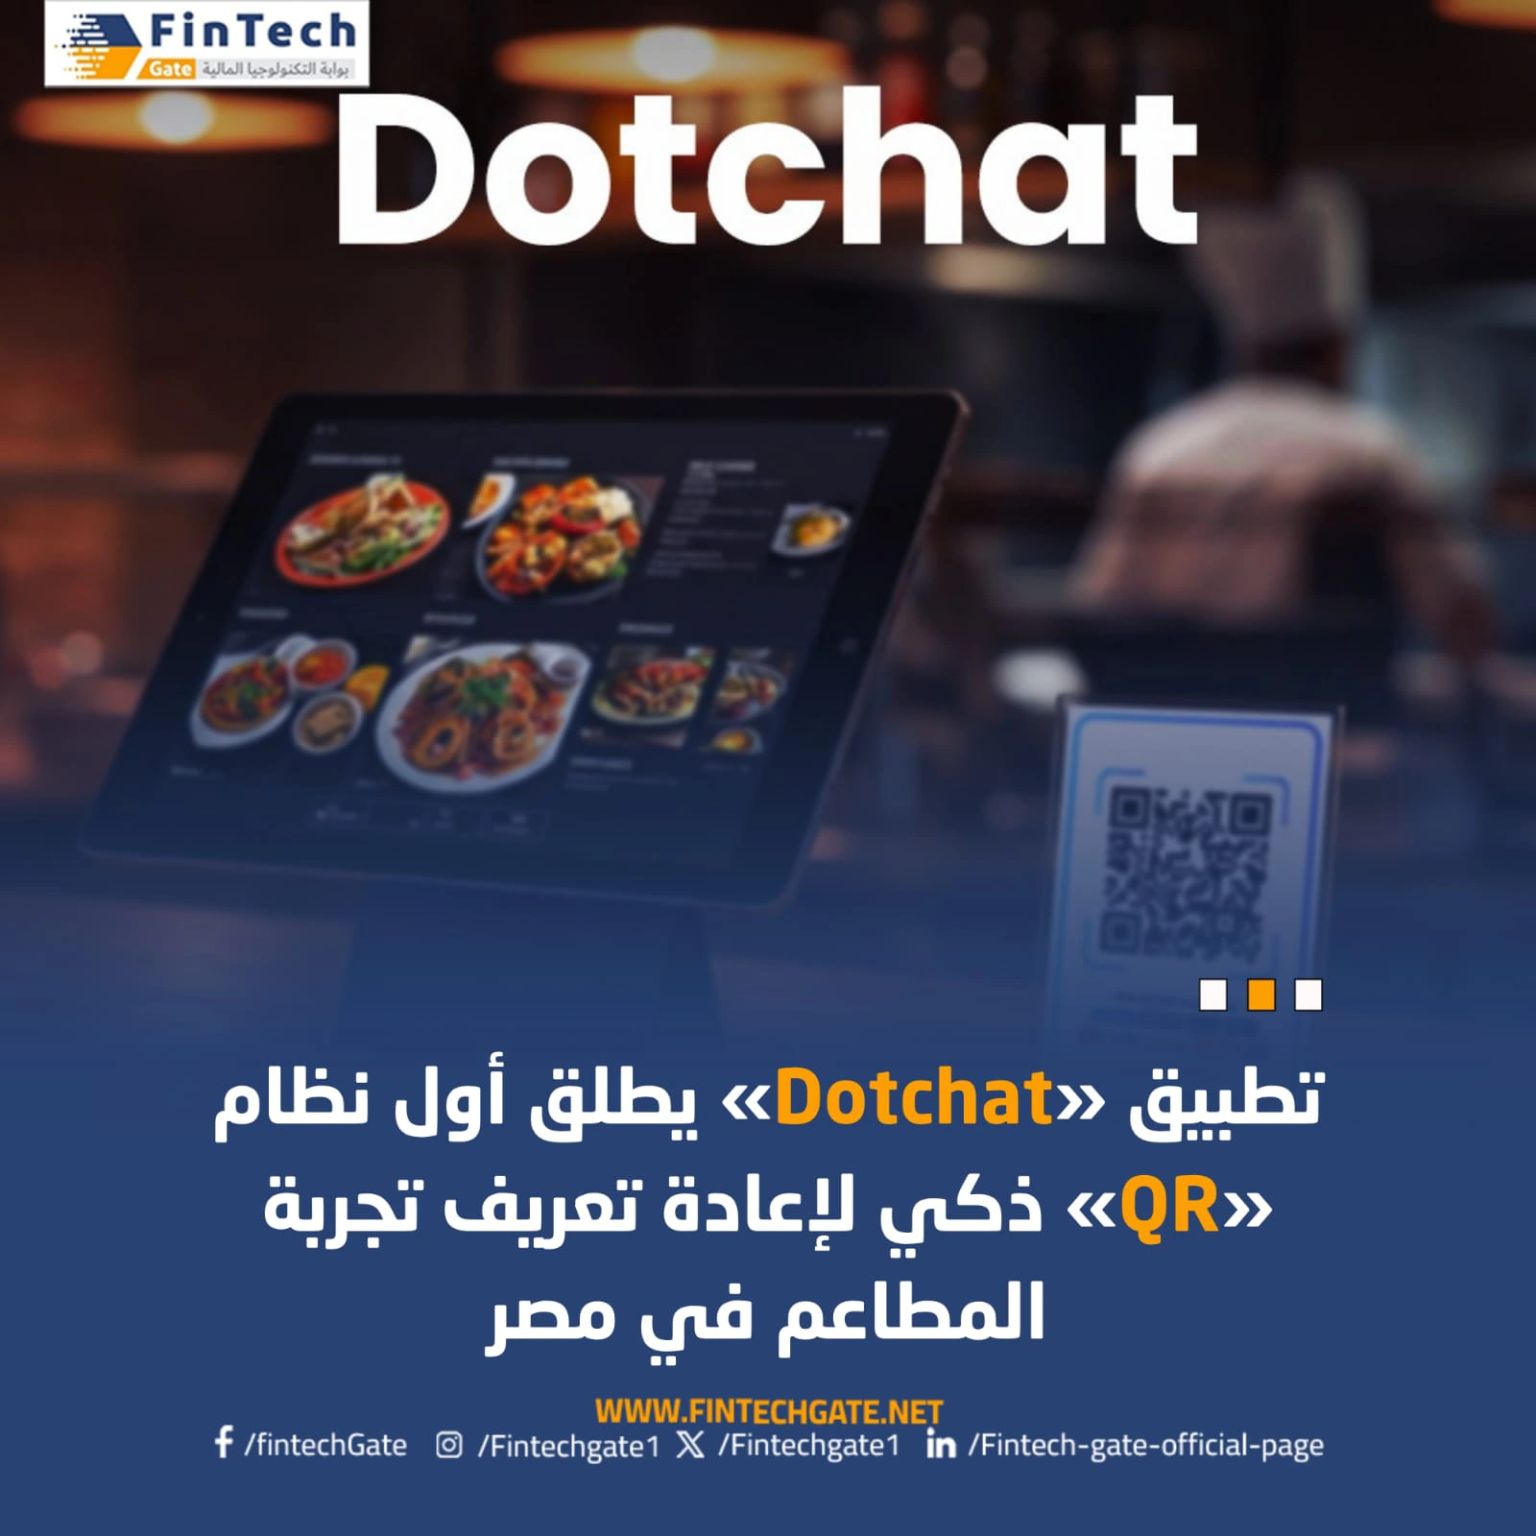 FinTech
Gate بوابة التكنولوجيا المالية
Dotchat
تطبيق «Dotchat» يطلق أول نظام
«QR» ذكي لإعادة تعريف تجربة
المطاعم في مصر
WWW.FINTECHGATE.NET
/fintechGate /Fintechgate1 /Fintechgate1 /Fintech-gate-official-page